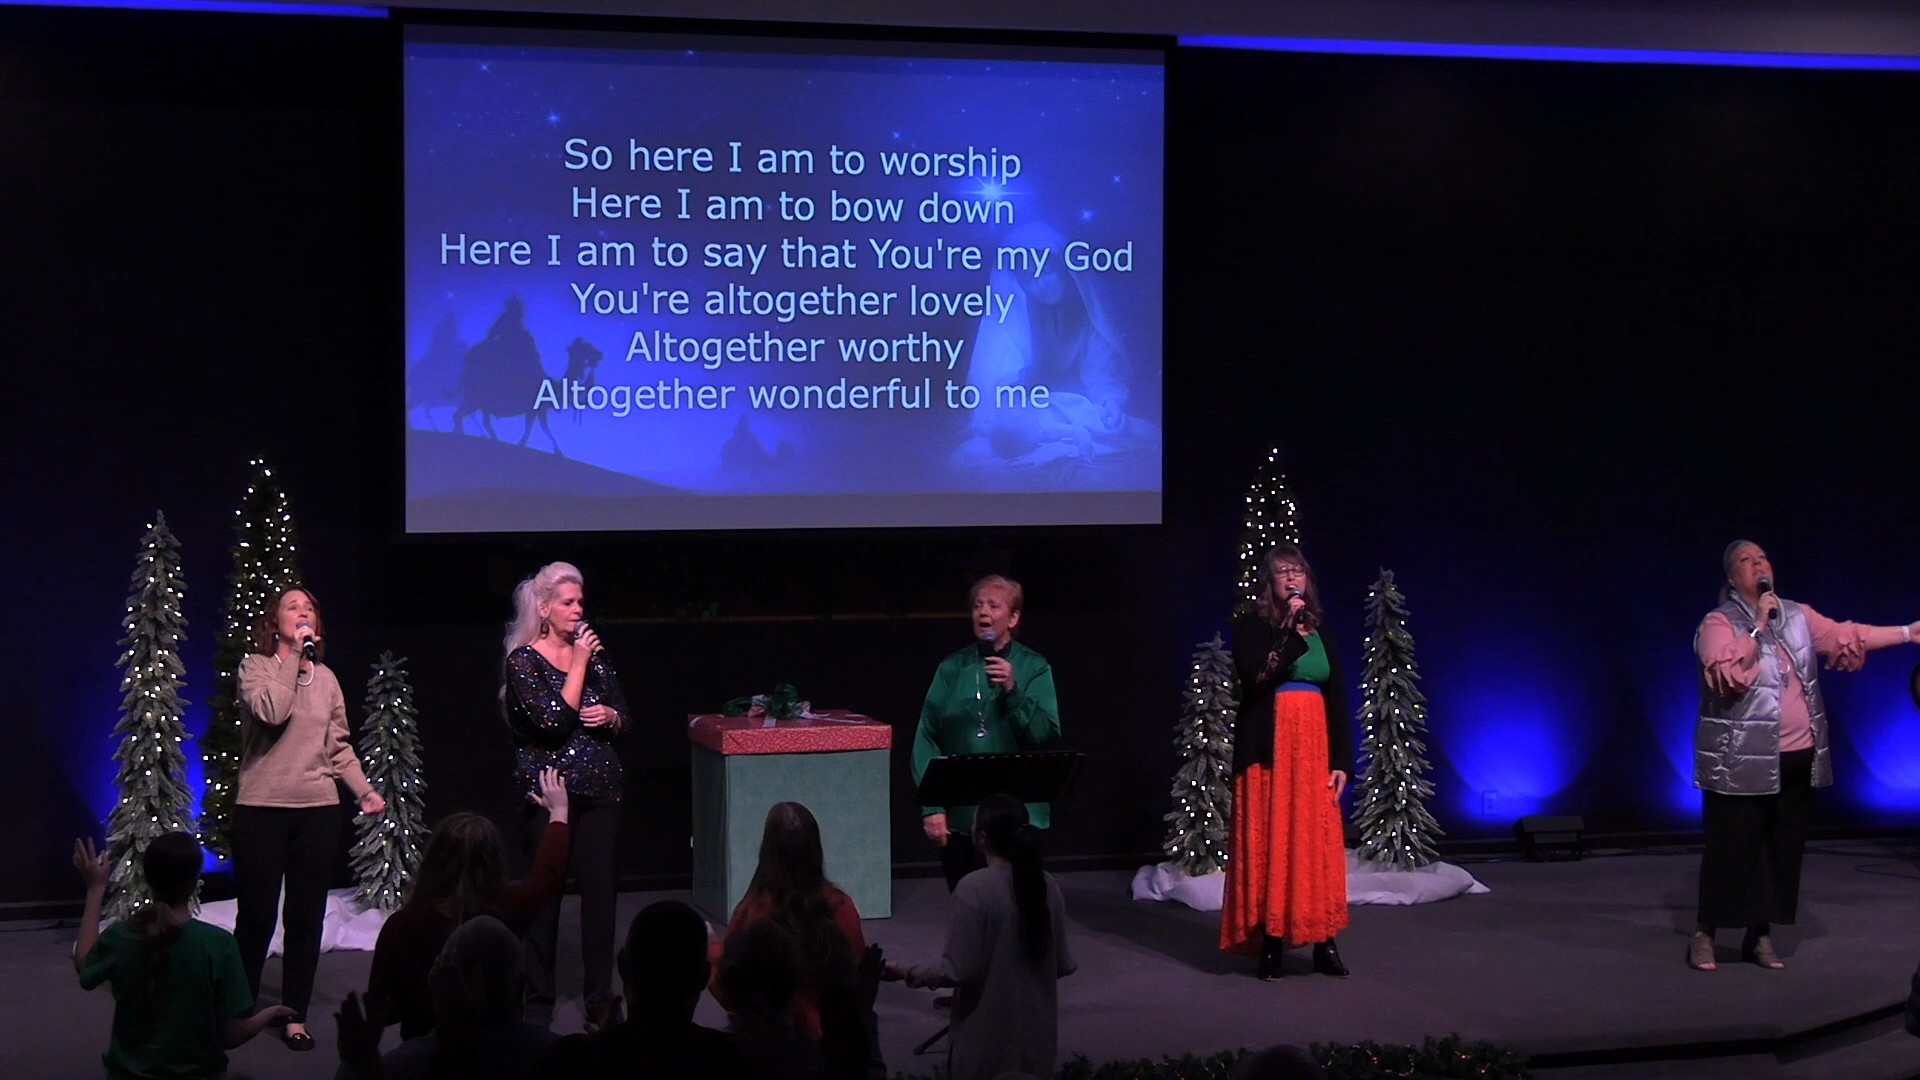 So here I am to worship
Here I am to bow down
Here I am to say that You're my God
You're altogether lovely
Altogether worthy
Altogether wonderful to me